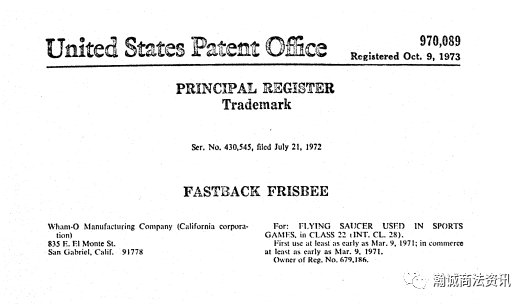 United States Patent Office
970,089
Registered Oct. 9, 1973
PRINCIPAL REGISTER
Trademark
Ser. No. 430,545, filed July 21, 1972
FASTBACK FRISBEE
Wham-O Manufacturing Company (California corpora-
tion)
835 E. El Monte St.
San Gabriel, Calif. 91778
For: FLYING SAUCER USED IN SPORTS
GAMES, in CLASS 22 (INT. CL. 28).
First use at least as early as Mar. 9, 1971; in commerce
at least as early as Mar. 9, 1971.
Owner of Reg. No. 679,186.
瀚诚商法资讯